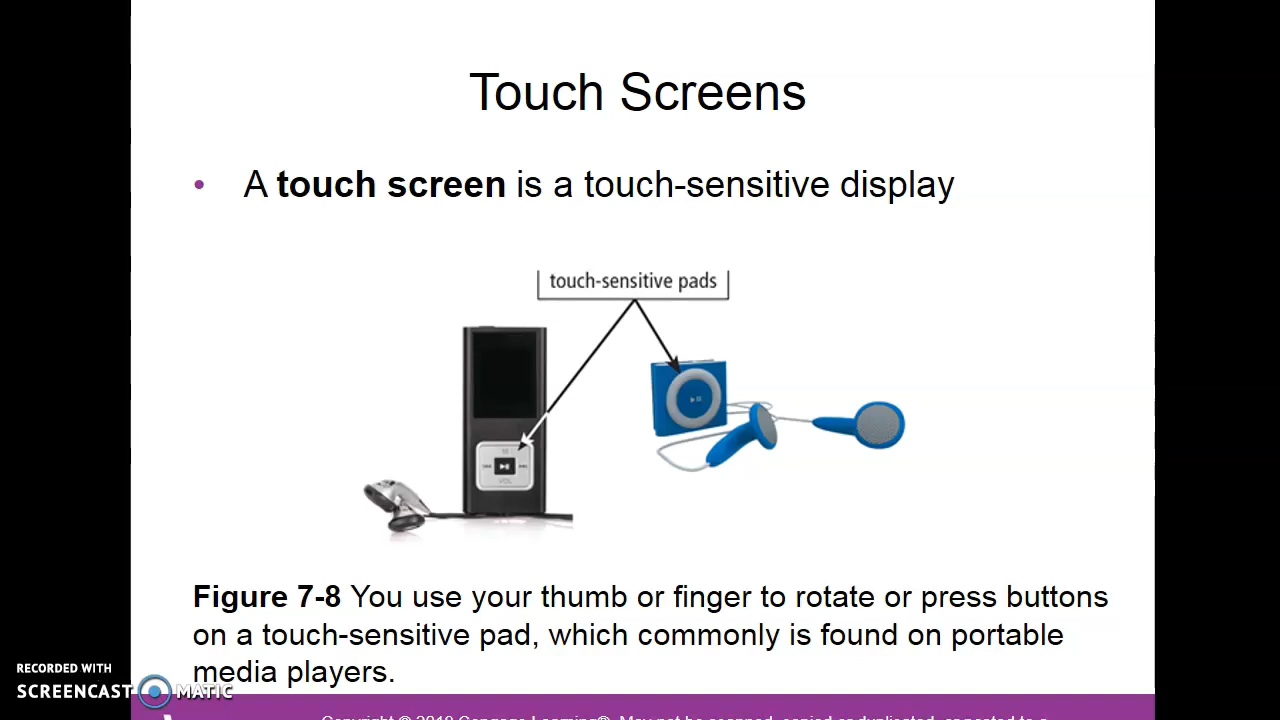 Touch Screens
• A touch screen is a touch-sensitive display
touch-sensitive pads
VOL
Figure 7-8 You use your thumb or finger to rotate or press buttons
on a touch-sensitive pad, which commonly is found on portable
media players.
RECORDED WITH
SCREENCAST MATIC